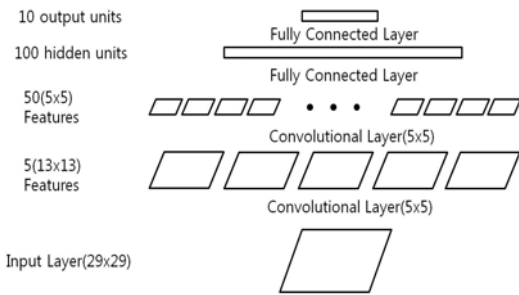 10 output units
Fully Connected Layer
100 hidden units
Fully Connected Layer
50(5x5)
Features
Convolutional Layer(5x5)
5(13x13)
Features
Convolutional Layer(5x5)
Input Layer(29x29)